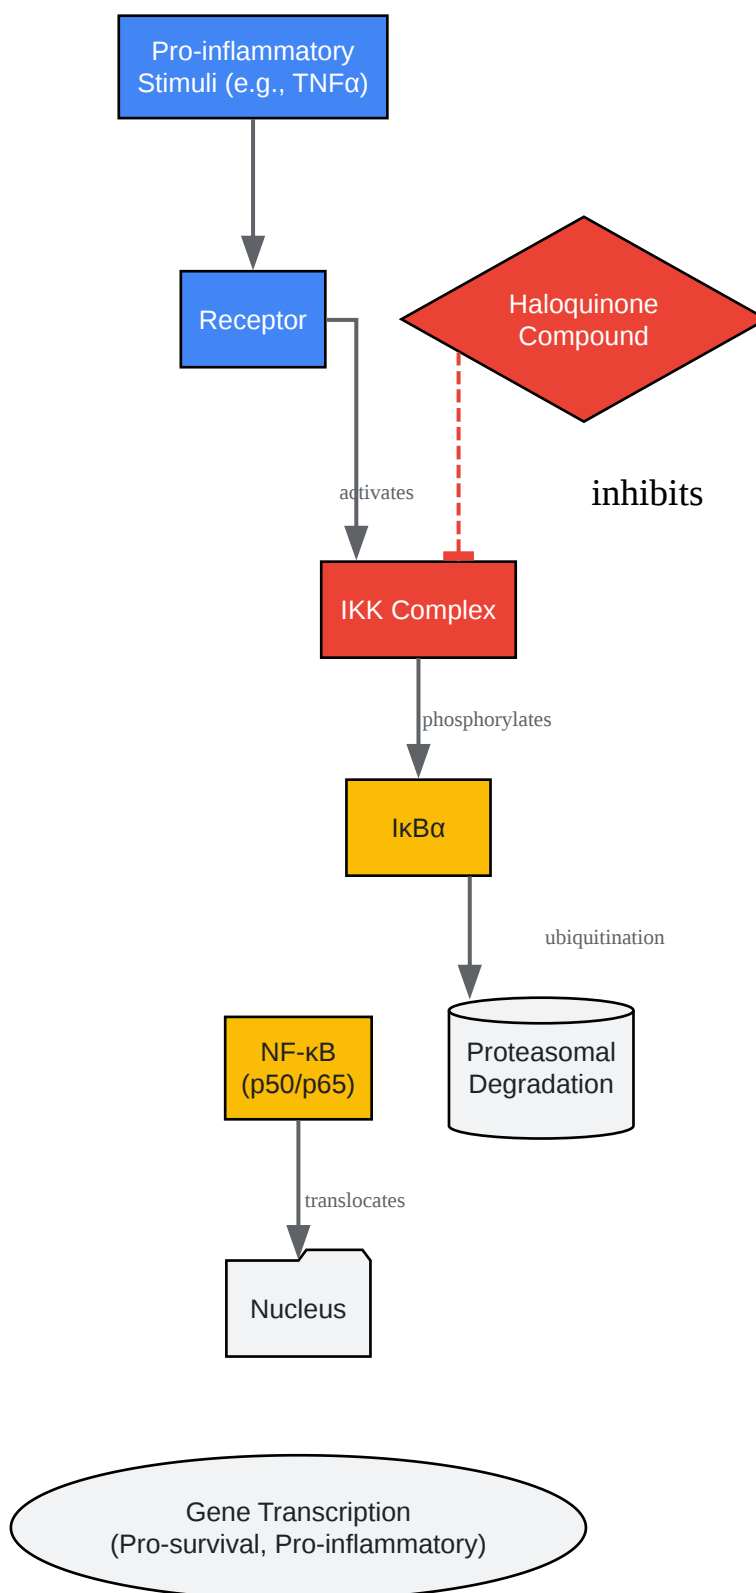 Pro-inflammatory
Stimuli (e.g., TNFα)
Receptor
Haloquinone
Compound
activates
inhibits
IKK Complex
phosphorylates
IκBα
ubiquitination
NF-κB
(p50/p65)
Proteasomal
Degradation
translocates
Nucleus
Gene Transcription
(Pro-survival, Pro-inflammatory)